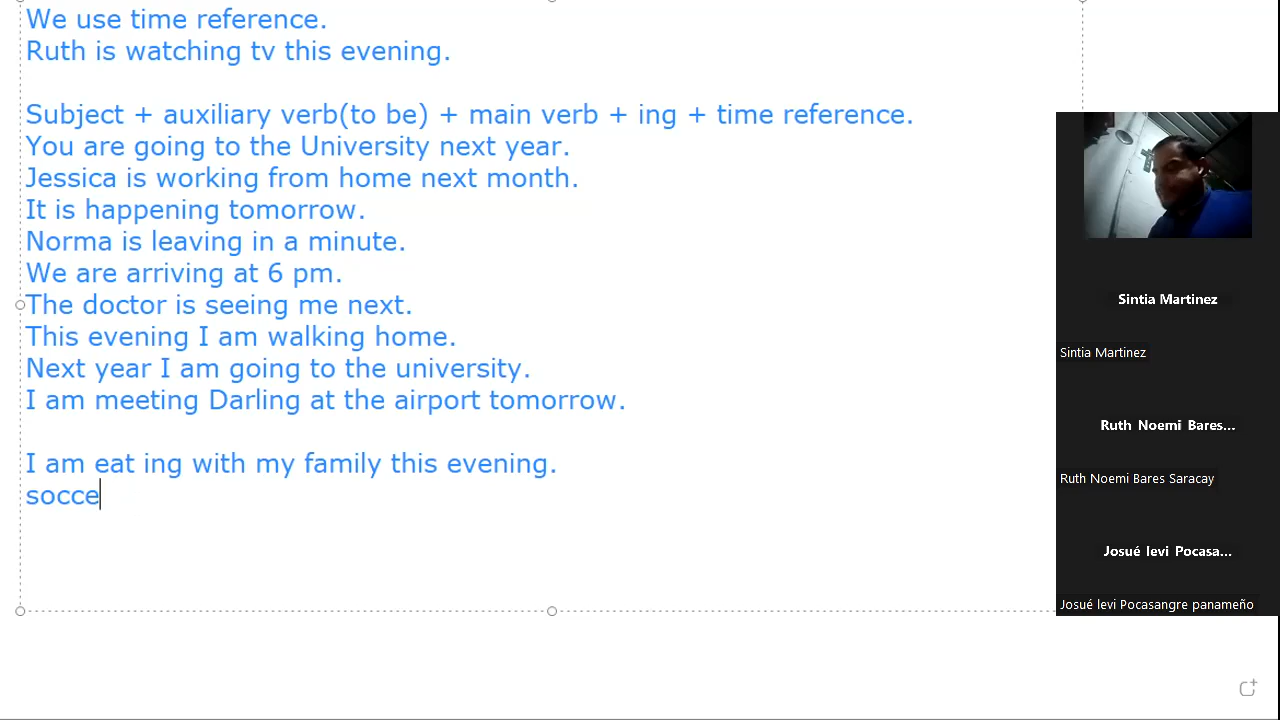 We use time reference.
Ruth is watching tv this evening.
Subject + auxiliary verb(to be) + main verb + ing + time reference.
You are going to the University next year.
Jessica is working from home next month.
It is happening tomorrow.
Norma is leaving in a minute.
We are arriving at 6 pm.
The doctor is seeing me next.
This evening I am walking home.
Next year I am going to the university.
I am meeting Darling at the airport tomorrow.
I am eat ing with my family this evening.
socce
Sintia Martinez
Sintia Martinez
Ruth Noemi Bares...
Ruth Noemi Bares Saracay
Josué levi Pocasa...
Josué levi Pocasangre panameño